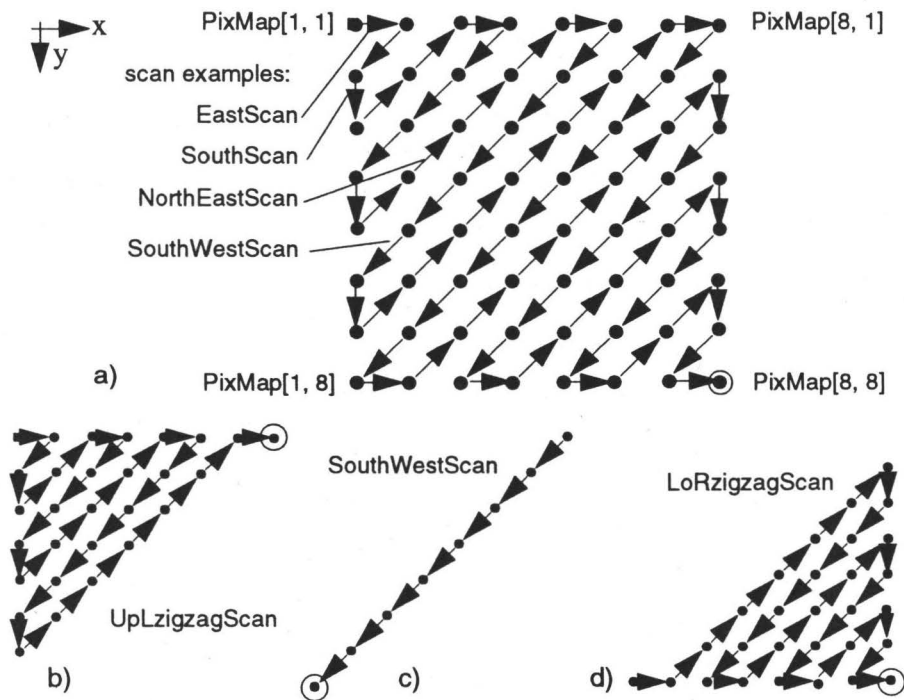 x
y
PixMap[1, 1]
PixMap[8, 1]
scan examples:
EastScan
SouthScan
NorthEastScan
SouthWestScan
a)
PixMap[1, 8]
PixMap[8, 8]
SouthWestScan
LoRzigzagScan
UpLzigzagScan
b)
c)
d)